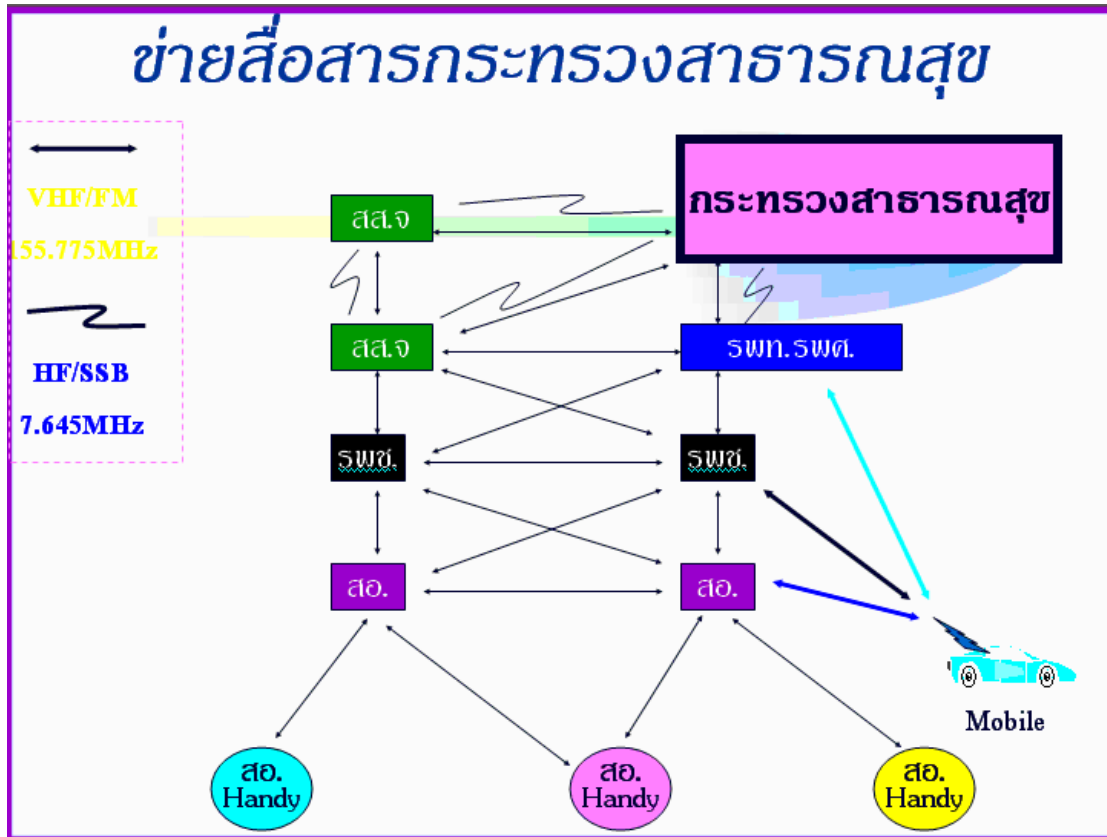 ข่ายสื่อสารกระทรวงสาธารณสุข
VHF/FM
155.775MHz
HF/SSB
7.645MHz
สส.จ
กระทรวงสาธารณสุข
สส.จ
รพท.รพศ.
รพช.
รพช.
สอ.
สอ.
Mobile
สอ.
Handy
สอ.
Handy
สอ.
Handy